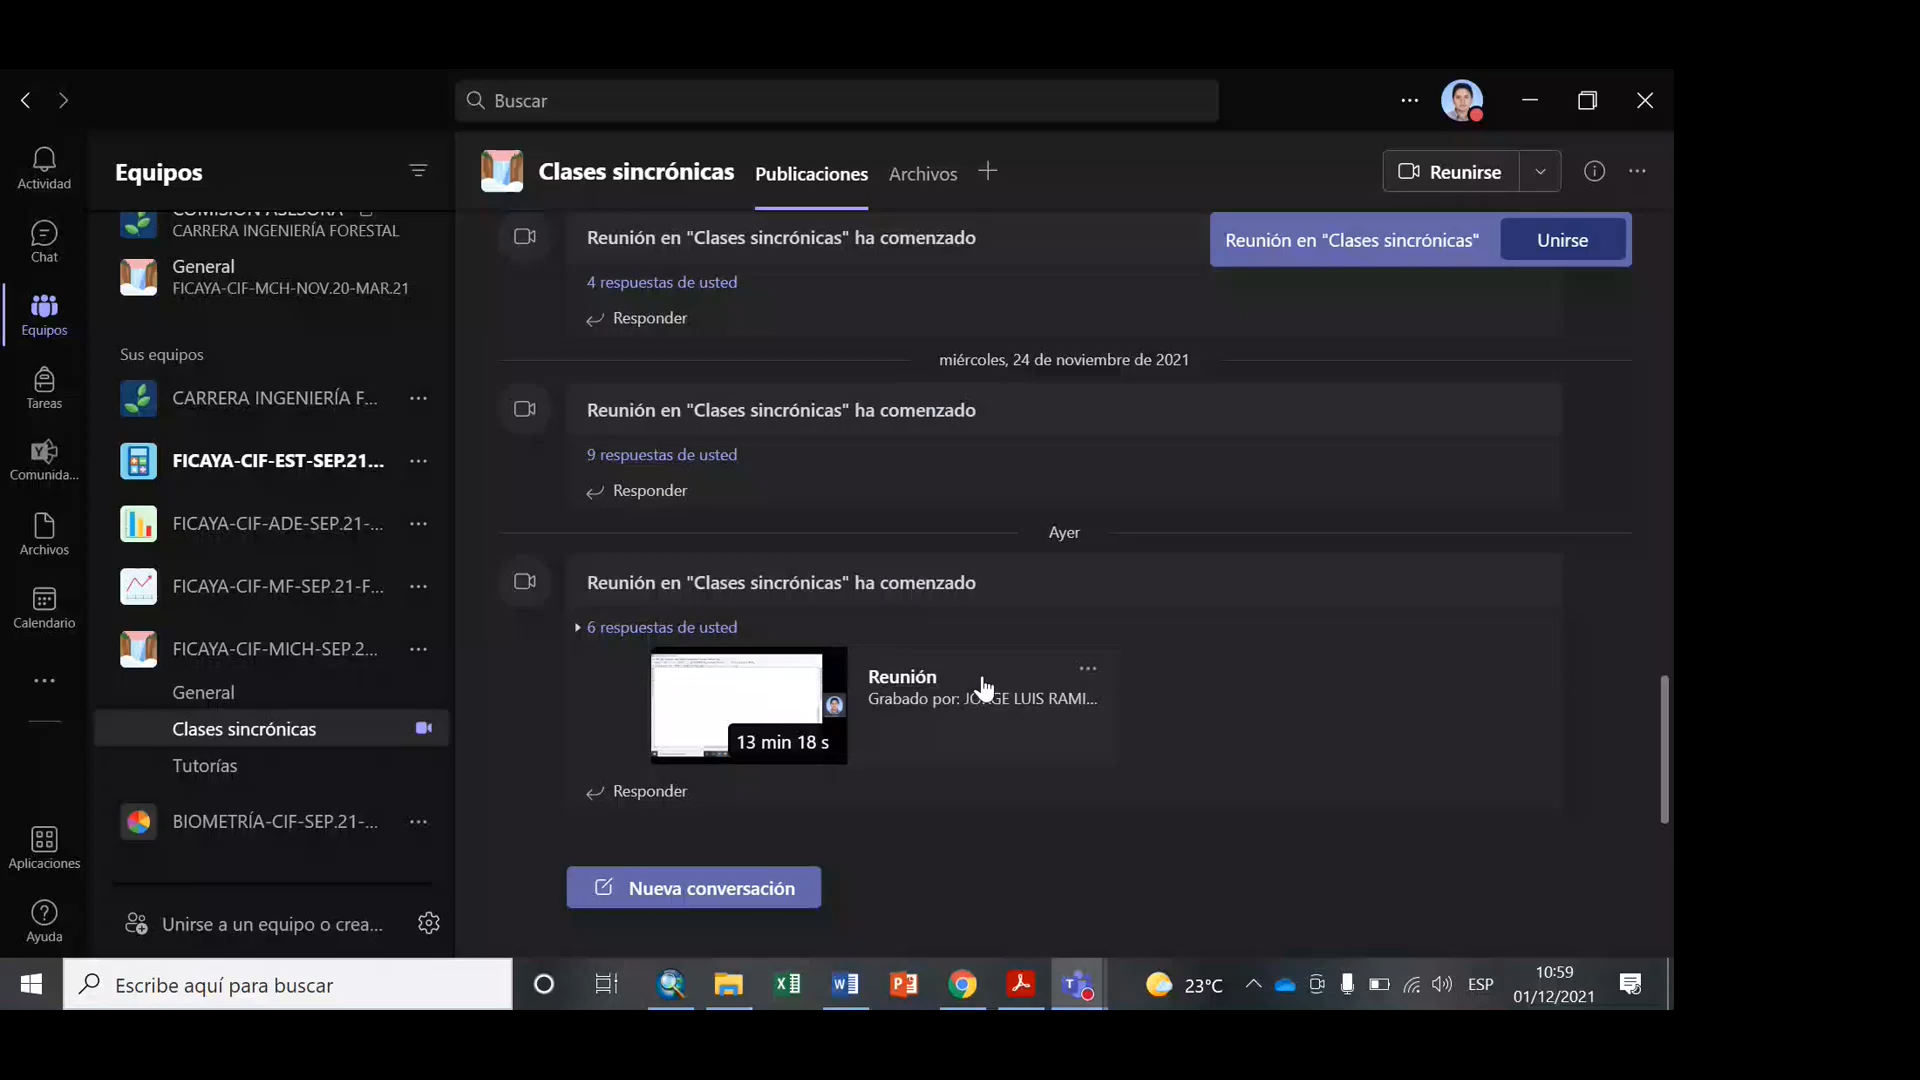 Buscar
Actividad
Chat
Equipos
Tareas
Comunida...
Archivos
Calendario
Aplicaciones
Ayuda
Equipos
COMISIÓN ASESORA
CARRERA INGENIERÍA FORESTAL
General
FICAYA-CIF-MCH-NOV.20-MAR.21
Sus equipos
CARRERA INGENIERÍA F...
FICAYA-CIF-EST-SEP.21...
FICAYA-CIF-ADE-SEP.21-...
FICAYA-CIF-MF-SEP.21-F...
FICAYA-CIF-MICH-SEP.2...
General
Clases sincrónicas
Tutorías
BIOMETRÍA-CIF-SEP.21-...
Unirse a un equipo o crea...
Clases sincrónicas
Publicaciones
Archivos
Reunirse
Reunión en "Clases sincrónicas"
Unirse
Reunión en "Clases sincrónicas" ha comenzado
4 respuestas de usted
Responder
miércoles, 24 de noviembre de 2021
Reunión en "Clases sincrónicas" ha comenzado
9 respuestas de usted
Responder
Ayer
Reunión en "Clases sincrónicas" ha comenzado
6 respuestas de usted
13 min 18 s
Reunión
Grabado por: JORGE LUIS RAMI...
Responder
Nueva conversación
Escribe aquí para buscar
23°C
ESP
10:59
01/12/2021